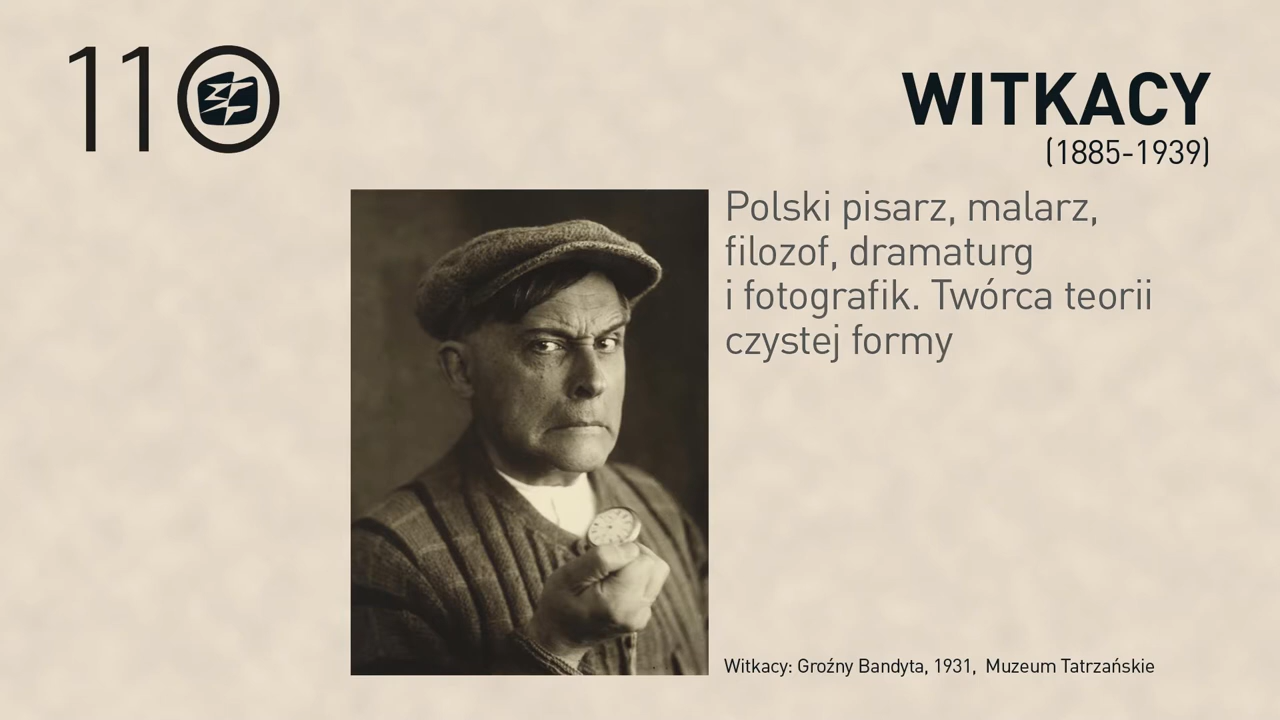 110
WITKACY
(1885-1939)
Polski pisarz, malarz,
filozof, dramaturg
i fotografik. Twórca teorii
czystej formy
Witkacy: Groźny Bandyta, 1931, Muzeum Tatrzańskie